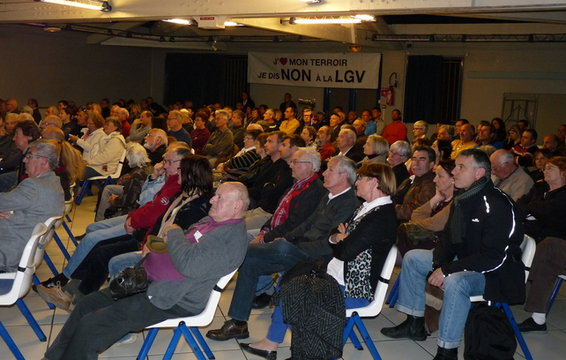 J'❤ MON TERROIR
JE DIS NON À LA LGV